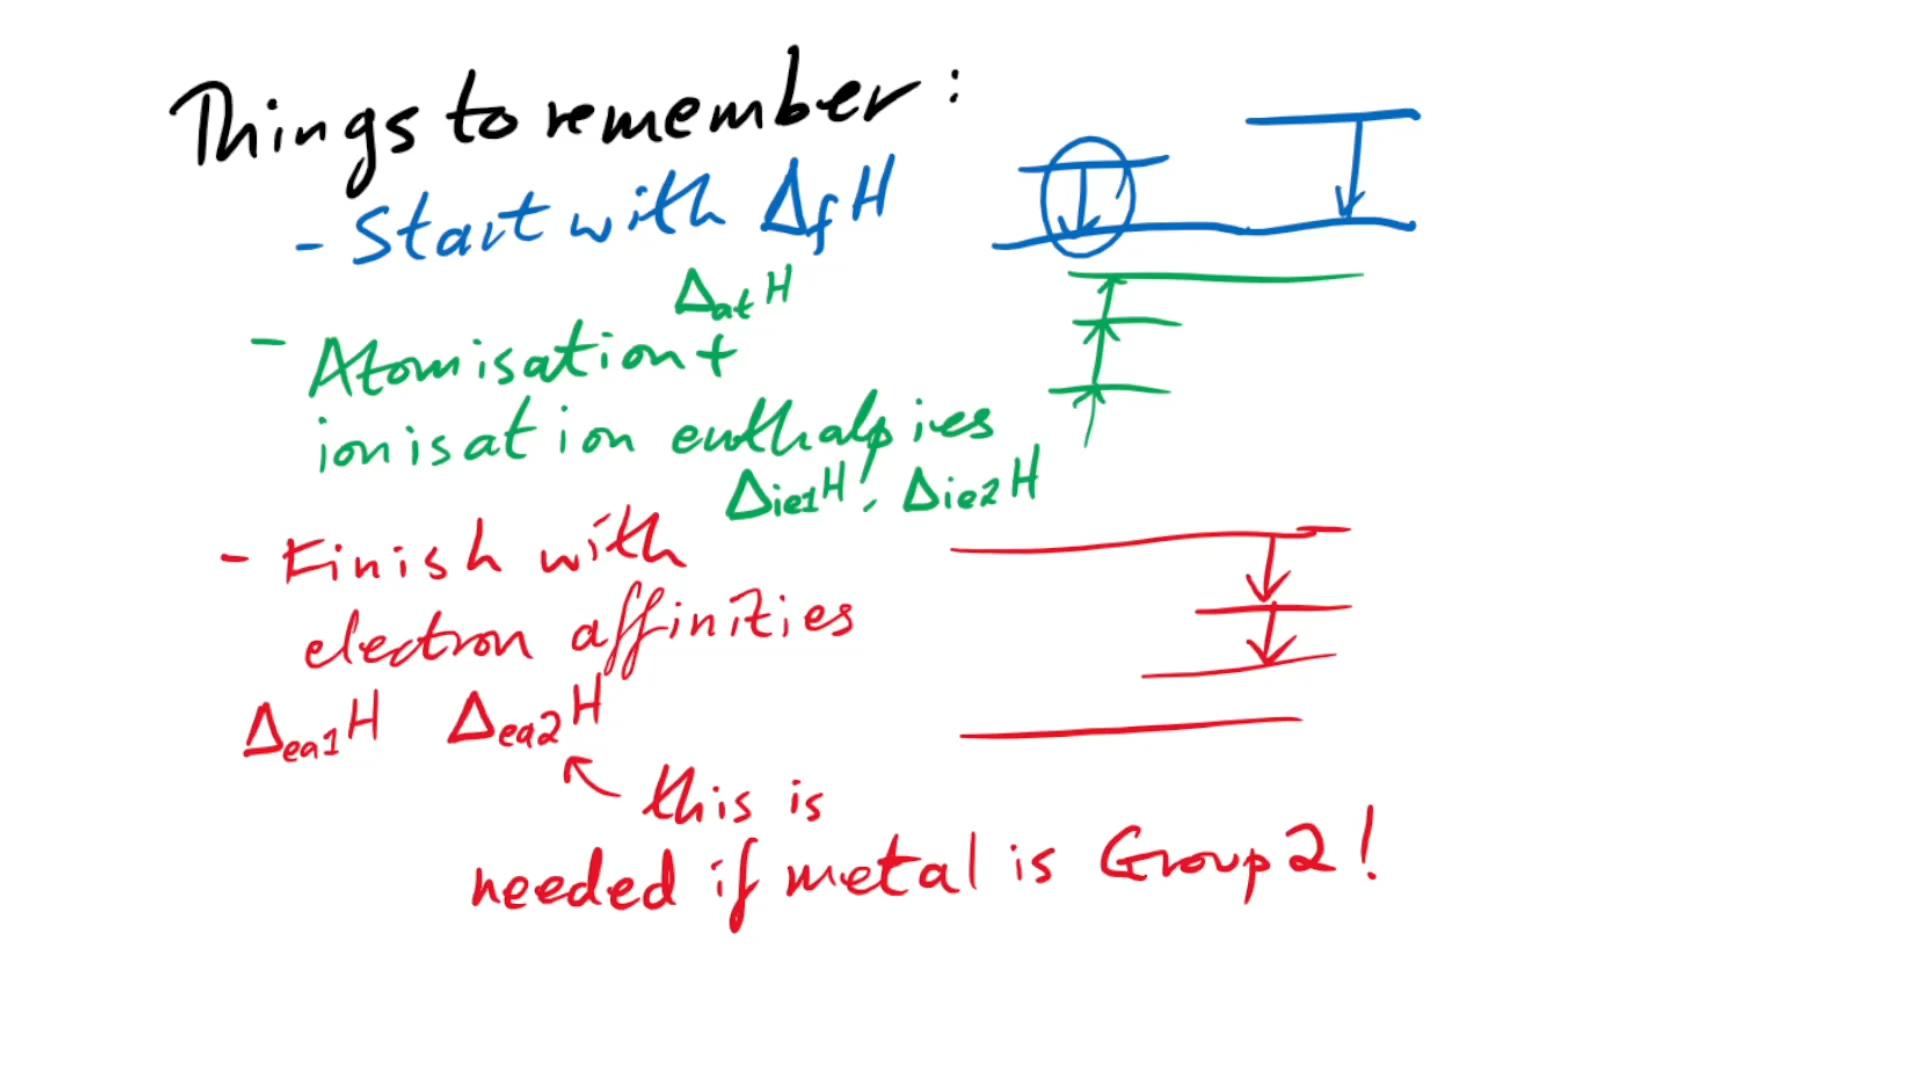 Things to remember:
- Start with ΔfH
ΔatH
- Atomisation +
ionisation enthalpies
Δie1H, Δie2H
- Finish with
electron affinities
Δea1H Δea2H
this is
needed if metal is Group 2!